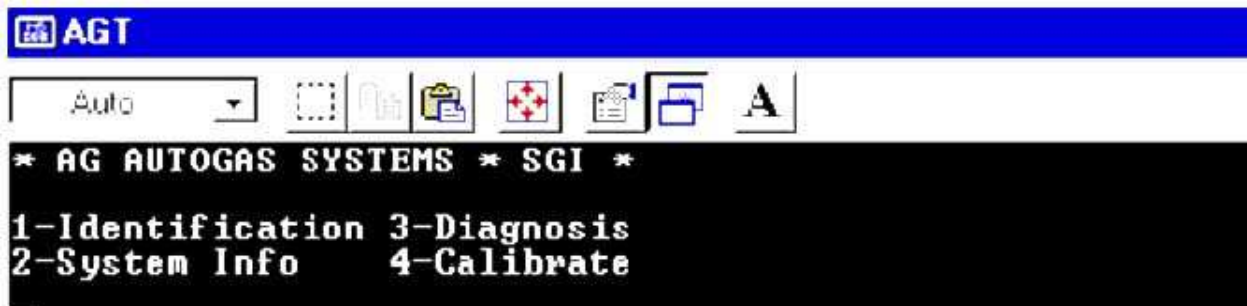 AGT
Auto
A
* AG AUTOGAS SYSTEMS * SGI *
1-Identification 3-Diagnosis
2-System Info 4-Calibrate